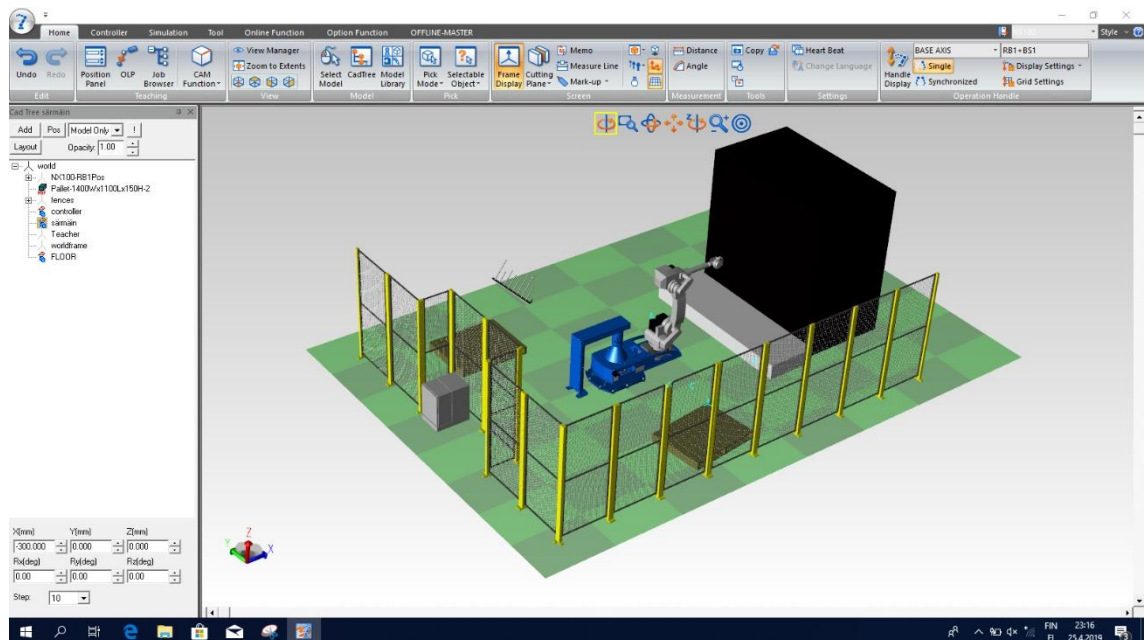 Home Controller Simulation Tool Online Function Option Function OFFLINE-MASTER Style
Undo Redo
Edit
Position Panel OLP Job Browser CAM Function
Teaching
View Manager
Zoom to Extents
View
Select Model CadTree Model Library
Model
Pick Mode Selectable Object
Pick
Frame Display Cutting Plane
Memo
Measure Line
Mark-up
Screen
Distance
Angle
Measurement
Copy
Tools
Heart Beat
Change Language
Settings
Handle Display
BASE AXIS RB1+BS1
Single Display Settings
Synchronized Grid Settings
Operation Handle
Cad Tree särmäin
Add Pos Model Only !
Layout Opacity: 1.00
world
NX100-RB1Pos
Pallet-1400Wx1100Lx150H-2
fences
controller
särmäin
Teacher
worldframe
FLOOR
Z
Y X
X[mm] Y[mm] Z[mm]
-300.000 0.000 0.000
Rx[deg] Ry[deg] Rz[deg]
0.00 0.00 0.00
Step: 10
FIN 23:16
FI 25.4.2019